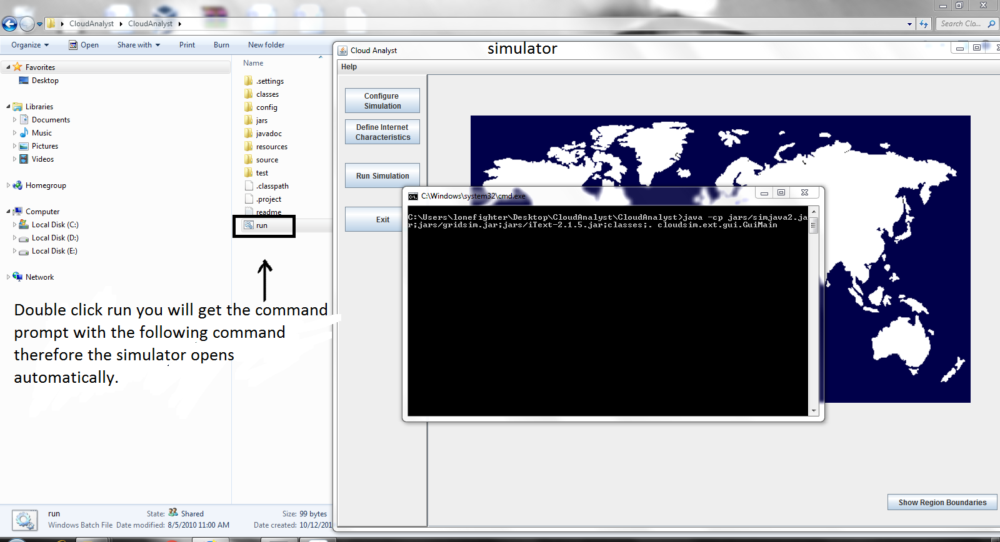 CloudAnalyst CloudAnalyst
Search Clo...
Organize Open Share with Print Burn New folder
Favorites
Desktop
Libraries
Documents
Music
Pictures
Videos
Homegroup
Computer
Local Disk (C:)
Local Disk (D:)
Local Disk (E:)
Network
Name
.settings
classes
config
jars
javadoc
resources
source
test
.classpath
.project
readme
run
Double click run you will get the command
prompt with the following command
therefore the simulator opens
automatically.
Cloud Analyst
simulator
Help
Configure
Simulation
Define Internet
Characteristics
Run Simulation
Exit
C:\Windows\system32\cmd.exe
C:\Users\lonefighter\Desktop\CloudAnalyst\CloudAnalyst>java -cp jars/simjava2.ja
r;jars/gridsim.jar;jars/iText-2.1.5.jar;classes;. cloudsim.ext.gui.GuiMain
Show Region Boundaries
run State: Shared Size: 99 bytes
Windows Batch File Date modified: 8/5/2010 11:00 AM Date created: 10/12/201